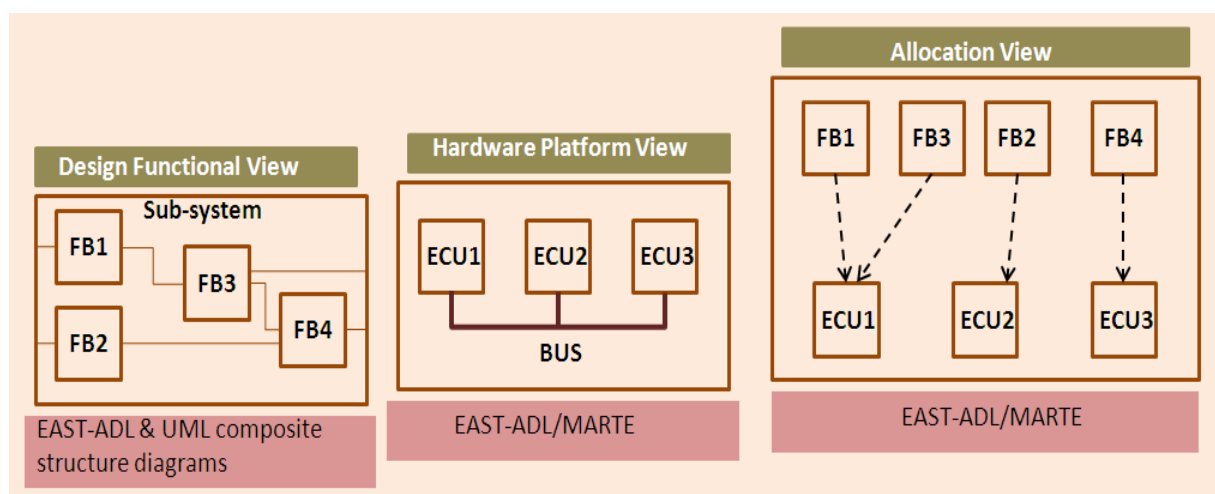 Design Functional View
Sub-system
FB1
FB3
FB2
FB4
EAST-ADL & UML composite
structure diagrams
Hardware Platform View
ECU1
ECU2
ECU3
BUS
EAST-ADL/MARTE
Allocation View
FB1
FB3
FB2
FB4
ECU1
ECU2
ECU3
EAST-ADL/MARTE